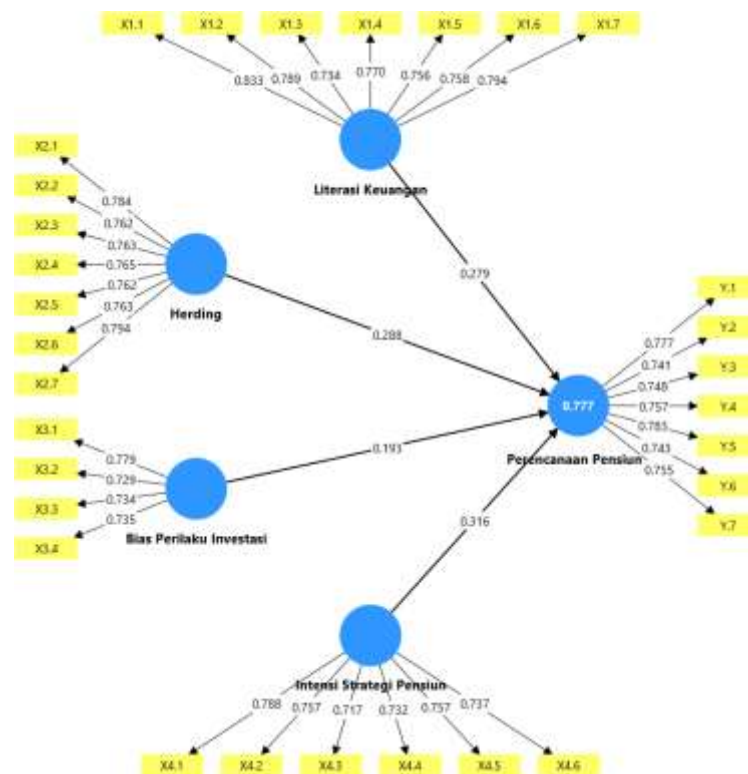 X1.1 X1.2 X1.3 X1.4 X1.5 X1.6 X1.7
0.833 0.789 0.734 0.770 0.756 0.758 0.794
Literasi Keuangan
X2.1
X2.2
X2.3
X2.4
X2.5
X2.6
X2.7
0.784
0.762
0.763
0.765
0.762
0.763
0.794
Herding
0.279
0.288
X3.1
X3.2
X3.3
X3.4
0.779
0.729
0.734
0.735
Bias Perilaku Investasi
0.193
0.316
0.777
Perencanaan Pensiun
0.777
0.741
0.748
0.757
0.743
0.755
Y.1
Y.2
Y.3
Y.4
Y.5
Y.6
Y.7
Intensi Strategi Pensiun
0.788 0.757 0.717 0.732 0.757 0.737
X4.1 X4.2 X4.3 X4.4 X4.5 X4.6